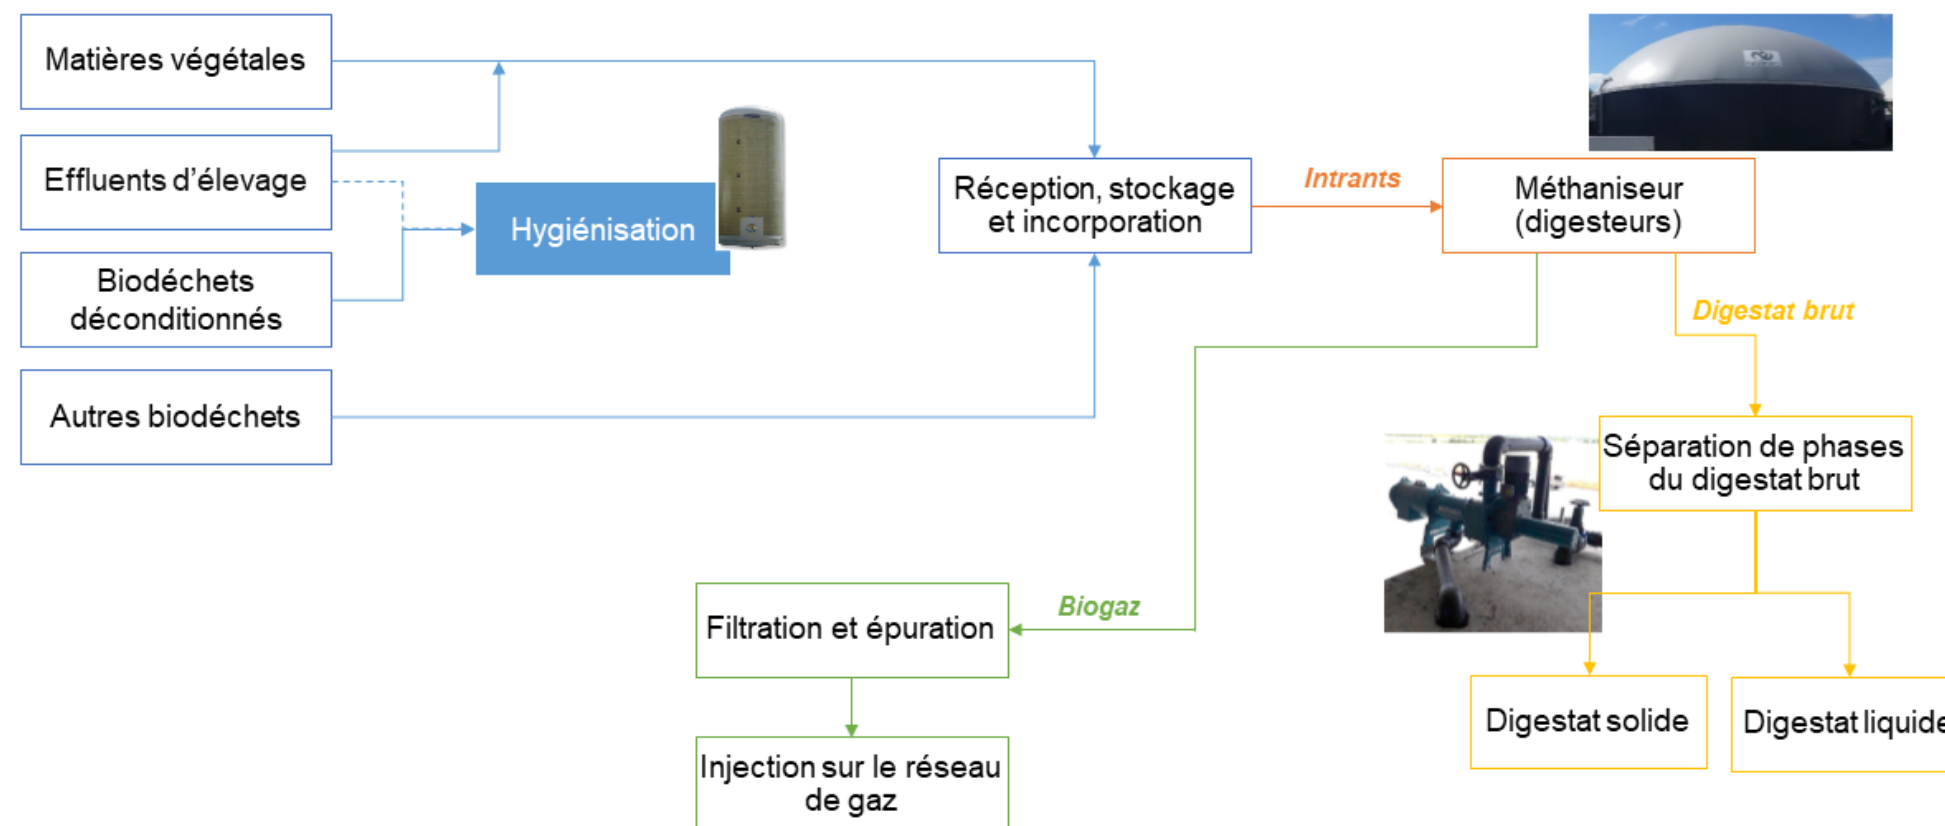 Matières végétales
Effluents d'élevage
Hygiénisation
Biodéchets
déconditionnés
Autres biodéchets
Réception, stockage
et incorporation
Intrants
Méthaniseur
(digesteurs)
Digestat brut
Séparation de phases
du digestat brut
Biogaz
Filtration et épuration
Injection sur le réseau
de gaz
Digestat solide
Digestat liquide